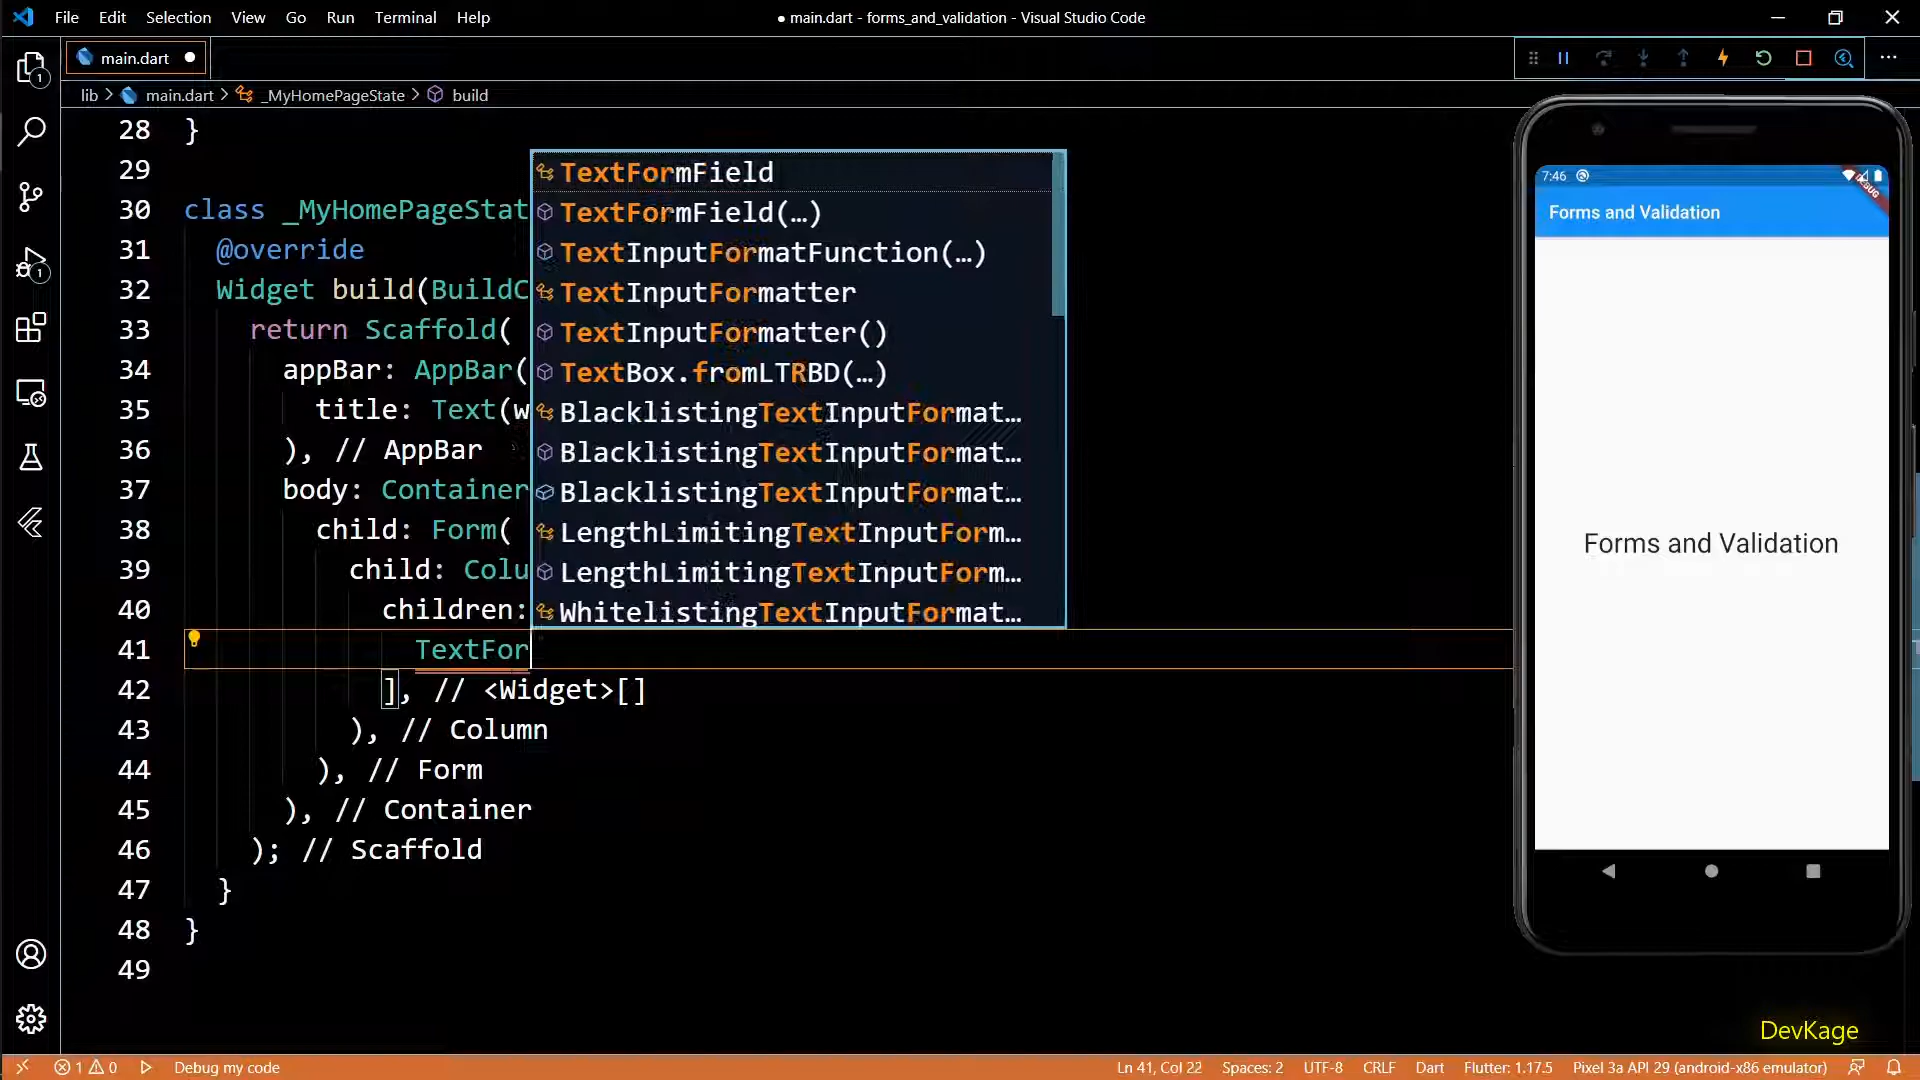 File Edit Selection View Go Run Terminal Help
● main.dart - forms_and_validation - Visual Studio Code
main.dart
lib > main.dart > _MyHomePageState > build
28 }
29
30 class _MyHomePageStat
31 @override
32 Widget build(BuildC
33 return Scaffold(
34 appBar: AppBar(
35 title: Text(w
36 ), // AppBar
37 body: Container
38 child: Form(
39 child: Colu
40 children:
41 TextFor
42 ], // <Widget>[]
43 ), // Column
44 ), // Form
45 ), // Container
46 ); // Scaffold
47 }
48 }
49
TextFormField
TextFormField(…)
TextInputFormatFunction(…)
TextInputFormatter
TextInputFormatter()
TextBox.fromLTRBD(…)
BlacklistingTextInputFormat…
BlacklistingTextInputFormat…
BlacklistingTextInputFormat…
LengthLimitingTextInputForm…
LengthLimitingTextInputForm…
WhitelistingTextInputFormat…
1
1
7:46
DEBUG
Forms and Validation
Forms and Validation
DevKage
1 0 Debug my code
Ln 41, Col 22 Spaces: 2 UTF-8 CRLF Dart Flutter: 1.17.5 Pixel 3a API 29 (android-x86 emulator)